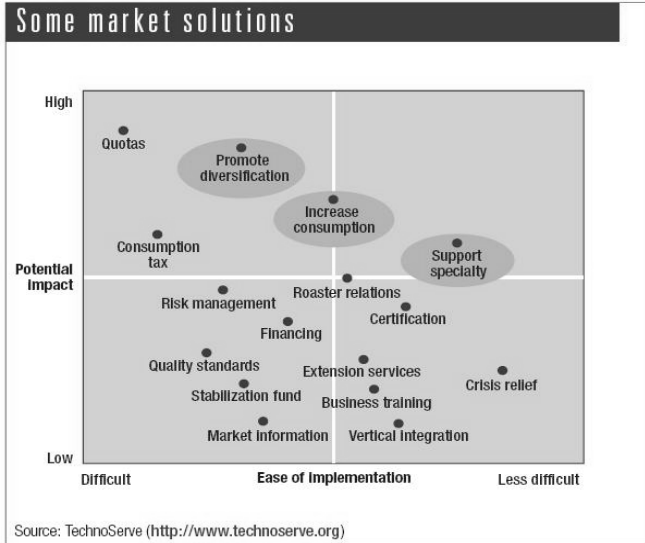 Some market solutions
High
Quotas
Promote
diversification
Increase
consumption
Consumption
tax
Support
specialty
Potential
impact
Risk management
Roaster relations
Certification
Financing
Quality standards
Extension services
Crisis relief
Stabilization fund
Business training
Market information
Vertical integration
Low
Difficult
Ease of implementation
Less difficult
Source: TechnoServe (http://www.technoserve.org)